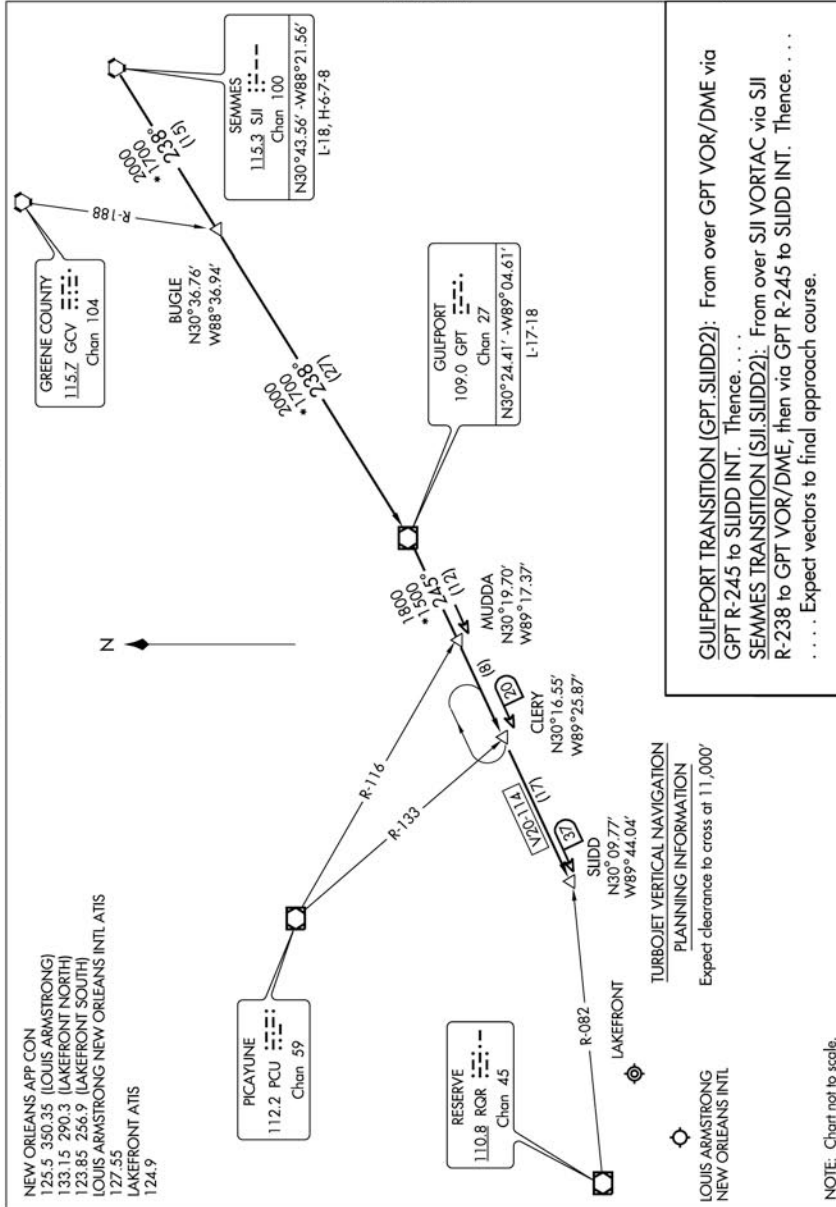 NEW ORLEANS APP CON
125.5 350.35 (LOUIS ARMSTRONG)
133.15 290.3 (LAKEFRONT NORTH)
123.85 256.9 (LAKEFRONT SOUTH)
LOUIS ARMSTRONG NEW ORLEANS INTL ATIS
127.55
LAKEFRONT ATIS
124.9
GREENE COUNTY
115.7 GCV
Chan 104
R-188
SEMMES
115.3 SJI
Chan 100
N30°43.56' -W88°21.56'
L-18, H-6-7-8
2000
*1700
238°
(15)
BUGLE
N30°36.76'
W88°36.94'
2000
*1700
238°
(27)
N
GULFPORT
109.0 GPT
Chan 27
N30°24.41' -W89°04.61'
L-17-18
1800
*1500
245°
(12)
MUDDA
N30°19.70'
W89°17.37'
R-116
(8)
20
CLERY
N30°16.55'
W89°25.87'
R-133
PICAYUNE
112.2 PCU
Chan 59
V20-114
(17)
37
SLIDD
N30°09.77'
W89°44.04'
RESERVE
110.8 RQR
Chan 45
R-082
LAKEFRONT
LOUIS ARMSTRONG
NEW ORLEANS INTL
TURBOJET VERTICAL NAVIGATION
PLANNING INFORMATION
Expect clearance to cross at 11,000'
NOTE: Chart not to scale.
GULFPORT TRANSITION (GPT.SLIDD2): From over GPT VOR/DME via
GPT R-245 to SLIDD INT. Thence. . . .
SEMMES TRANSITION (SJI.SLIDD2): From over SJI VORTAC via SJI
R-238 to GPT VOR/DME, then via GPT R-245 to SLIDD INT. Thence. . . .
. . . . Expect vectors to final approach course.